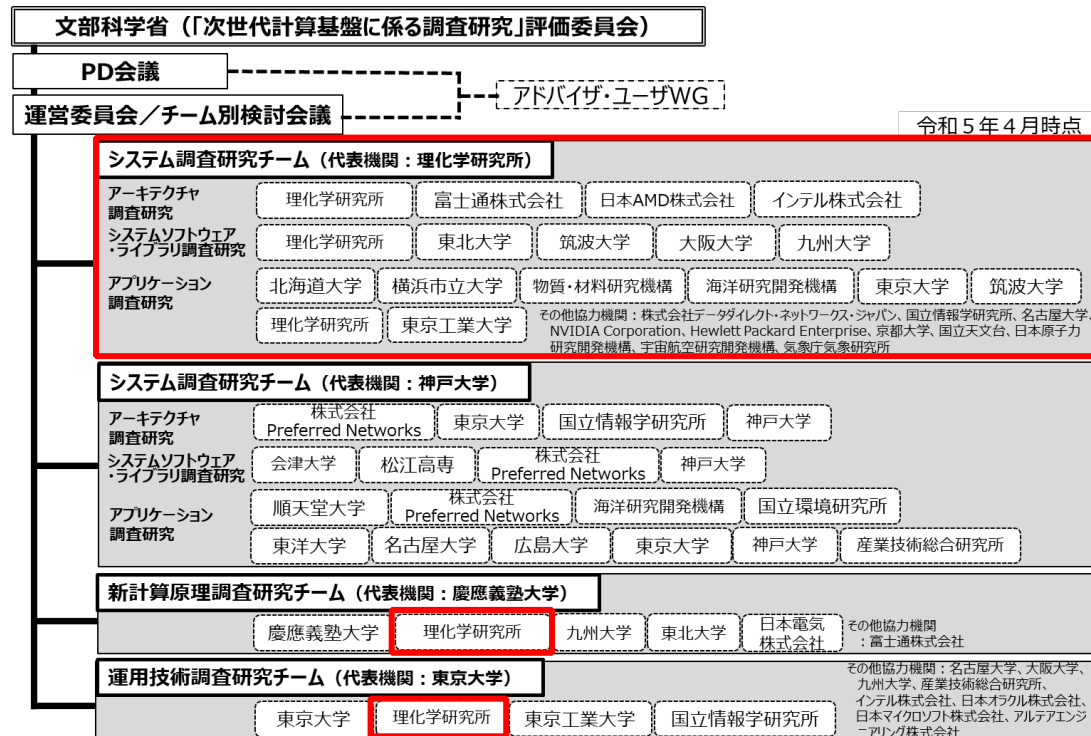 文部科学省（「次世代計算基盤に係る調査研究」評価委員会）
PD会議
運営委員会／チーム別検討会議
アドバイザ・ユーザWG
令和５年４月時点
システム調査研究チーム（代表機関：理化学研究所）
アーキテクチャ
調査研究
理化学研究所 富士通株式会社 日本AMD株式会社 インテル株式会社
システムソフトウェア
・ライブラリ調査研究
理化学研究所 東北大学 筑波大学 大阪大学 九州大学
アプリケーション
調査研究
北海道大学 横浜市立大学 物質・材料研究機構 海洋研究開発機構 東京大学 筑波大学
理化学研究所 東京工業大学
その他協力機関：株式会社データダイレクト・ネットワークス・ジャパン、国立情報学研究所、名古屋大学、
NVIDIA Corporation、Hewlett Packard Enterprise、京都大学、国立天文台、日本原子力
研究開発機構、宇宙航空研究開発機構、気象庁気象研究所
システム調査研究チーム（代表機関：神戸大学）
アーキテクチャ
調査研究
株式会社
Preferred Networks
東京大学 国立情報学研究所 神戸大学
システムソフトウェア
・ライブラリ調査研究
会津大学 松江高専
株式会社
Preferred Networks
神戸大学
アプリケーション
調査研究
順天堂大学
株式会社
Preferred Networks
海洋研究開発機構 国立環境研究所
東洋大学 名古屋大学 広島大学 東京大学 神戸大学 産業技術総合研究所
新計算原理調査研究チーム（代表機関：慶應義塾大学）
慶應義塾大学 理化学研究所 九州大学 東北大学
日本電気
株式会社
その他協力機関
：富士通株式会社
運用技術調査研究チーム（代表機関：東京大学）
東京大学 理化学研究所 東京工業大学 国立情報学研究所
その他協力機関：名古屋大学、大阪大学、
九州大学、産業技術総合研究所、
インテル株式会社、日本オラクル株式会社、
日本マイクロソフト株式会社、アルテアエンジ
ニアリング株式会社